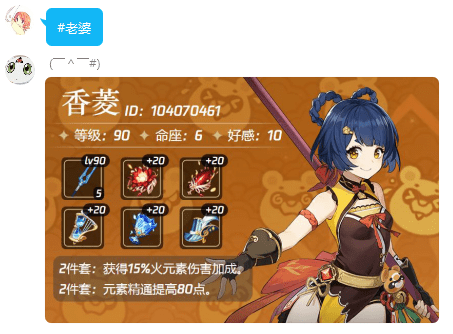 #老婆
(￣^￣#)
香菱 ID: 104070461
等级: 90 命座: 6 好感: 10
lv90 +20 +20
5
+20 +20 +20
2件套: 获得15%火元素伤害加成。
2件套: 元素精通提高80点。